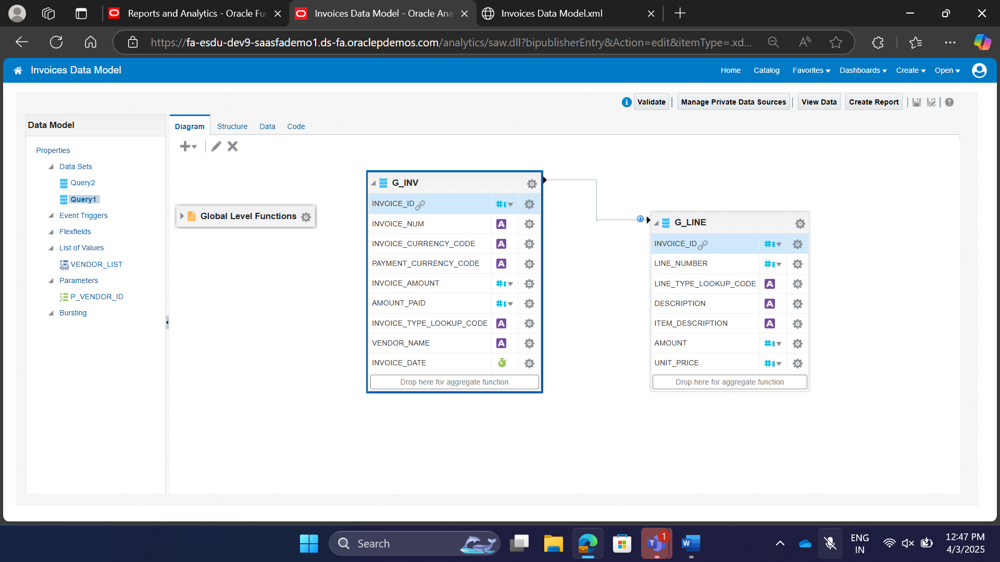 Reports and Analytics - Oracle Fus
Invoices Data Model - Oracle Ana
Invoices Data Model.xml
https://fa-esdu-dev9-saasfademo1.ds-fa.oraclepdemos.com/analytics/saw.dll?bipublisherEntry&Action=edit&itemType=.xd...
Invoices Data Model
Home Catalog Favorites Dashboards Create Open
Validate Manage Private Data Sources View Data Create Report
Data Model
Diagram Structure Data Code
Properties
Data Sets
Query2
Query1
Event Triggers
Flexfields
List of Values
VENDOR_LIST
Parameters
P_VENDOR_ID
Bursting
Global Level Functions
G_INV
INVOICE_ID
INVOICE_NUM
INVOICE_CURRENCY_CODE
PAYMENT_CURRENCY_CODE
INVOICE_AMOUNT
AMOUNT_PAID
INVOICE_TYPE_LOOKUP_CODE
VENDOR_NAME
INVOICE_DATE
Drop here for aggregate function
G_LINE
INVOICE_ID
LINE_NUMBER
LINE_TYPE_LOOKUP_CODE
DESCRIPTION
ITEM_DESCRIPTION
AMOUNT
UNIT_PRICE
Drop here for aggregate function
Search
1
ENG
IN
12:47 PM
4/3/2025